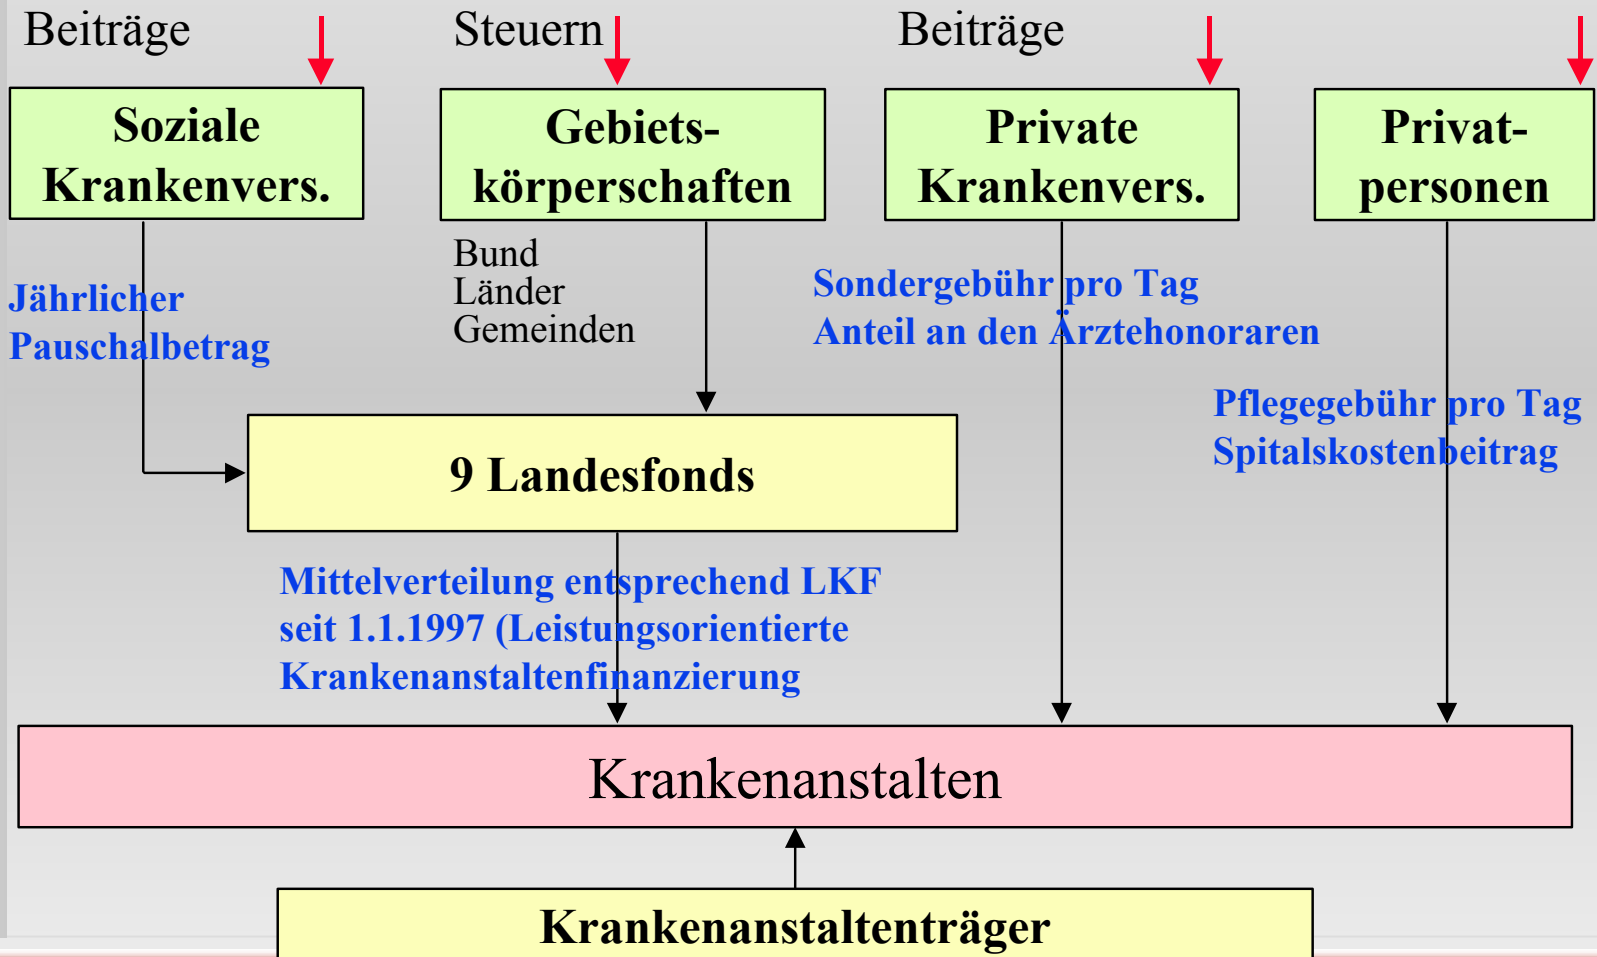 Beiträge
Steuern
Beiträge
Soziale
Krankenvers.
Gebiets-
körperschaften
Private
Krankenvers.
Privat-
personen
Bund
Länder
Gemeinden
Jährlicher
Pauschalbetrag
Sondergebühr pro Tag
Anteil an den Ärztehonoraren
Pflegegebühr pro Tag
Spitalskostenbeitrag
9 Landesfonds
Mittelverteilung entsprechend LKF
seit 1.1.1997 (Leistungsorientierte
Krankenanstaltenfinanzierung
Krankenanstalten
Krankenanstaltenträger